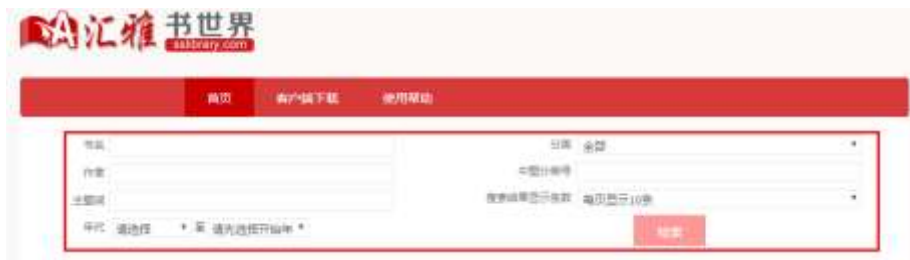 汇雅 书世界
sslibrary.com
首页 客户端下载 使用帮助
书名 分类 全部
作者 中图分类号
主题词 搜索结果显示条数 每页显示10条
年代 请选择 至 请先选择开始年
检索